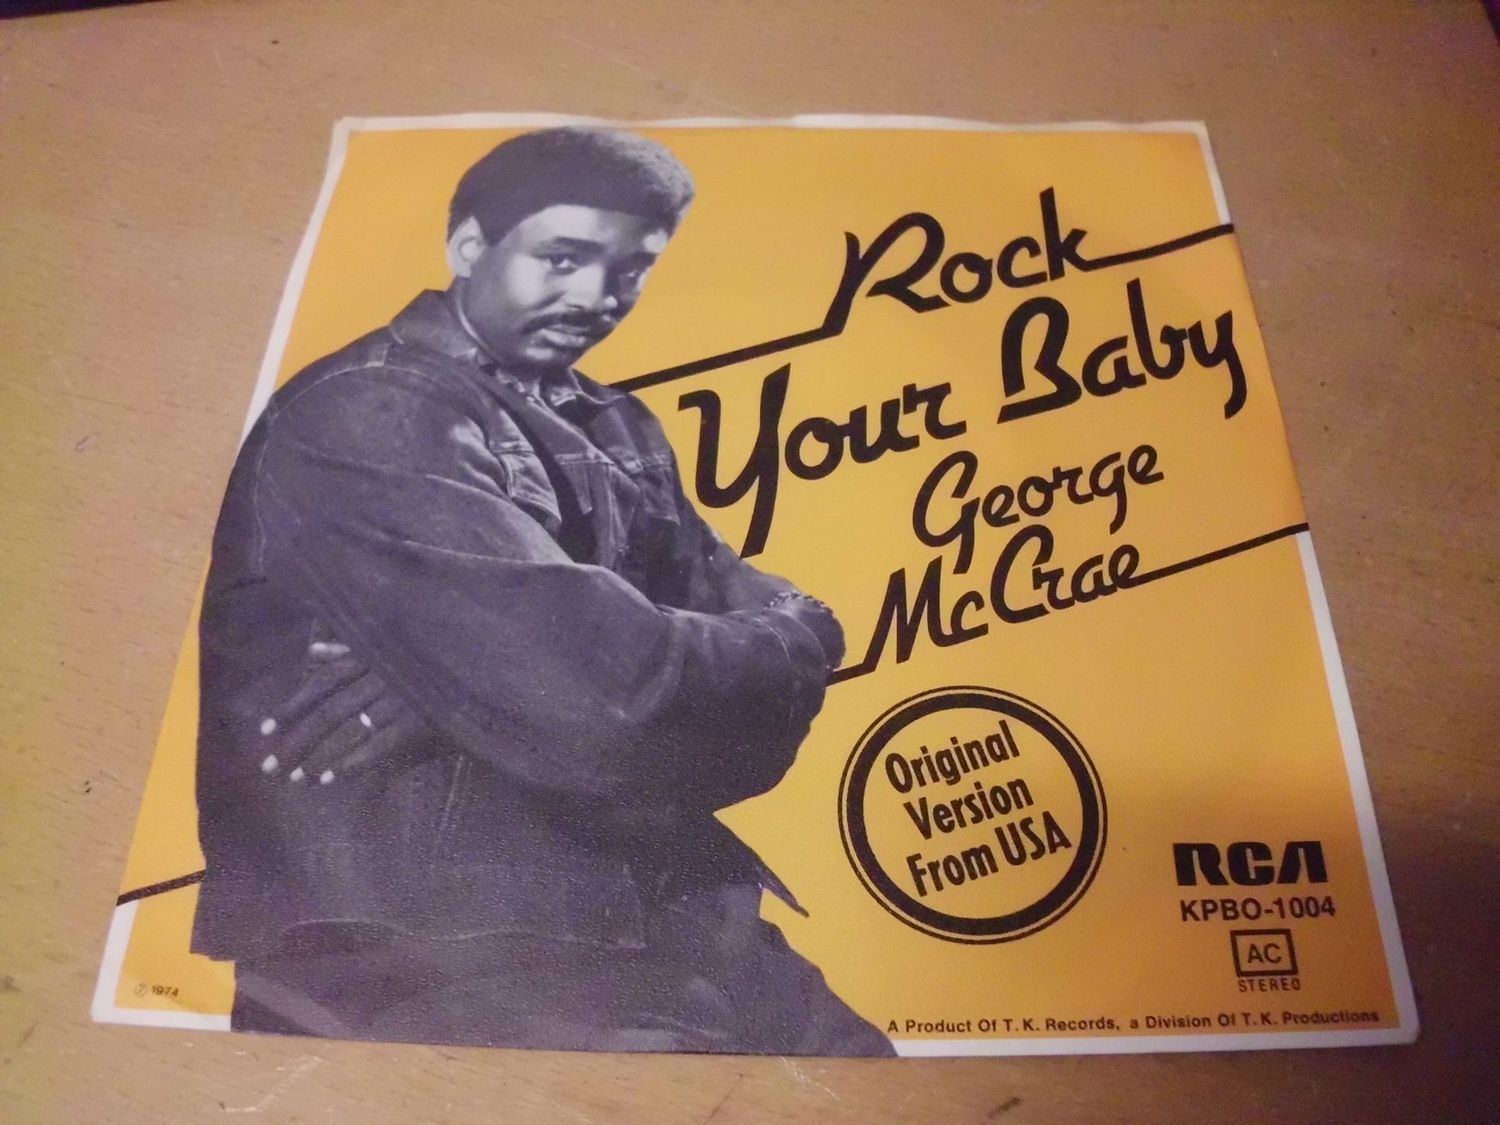 Rock
Your Baby
George
McCrae
Original
Version
From USA
RCA
KPBO-1004
AC
STEREO
℗ 1974
A Product Of T.K. Records, a Division Of T.K. Productions